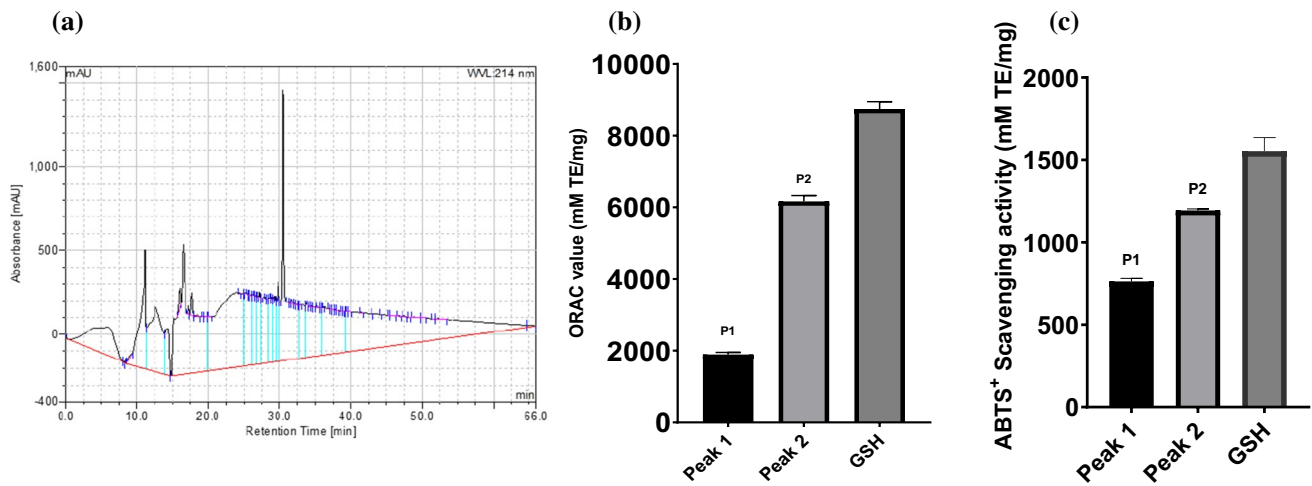 (a)
1,600
mAU
WVL:214 nm
1,000
500
0
-400
min
0.0
10.0
20.0
30.0
40.0
50.0
66.0
Absorbance [mAU]
Retention Time [min]
(b)
10000
8000
6000
4000
2000
0
ORAC value (mM TE/mg)
P1
P2
Peak 1
Peak 2
GSH
(c)
2000
1500
1000
500
0
ABTS⁺ Scavenging activity (mM TE/mg)
P1
P2
Peak 1
Peak 2
GSH